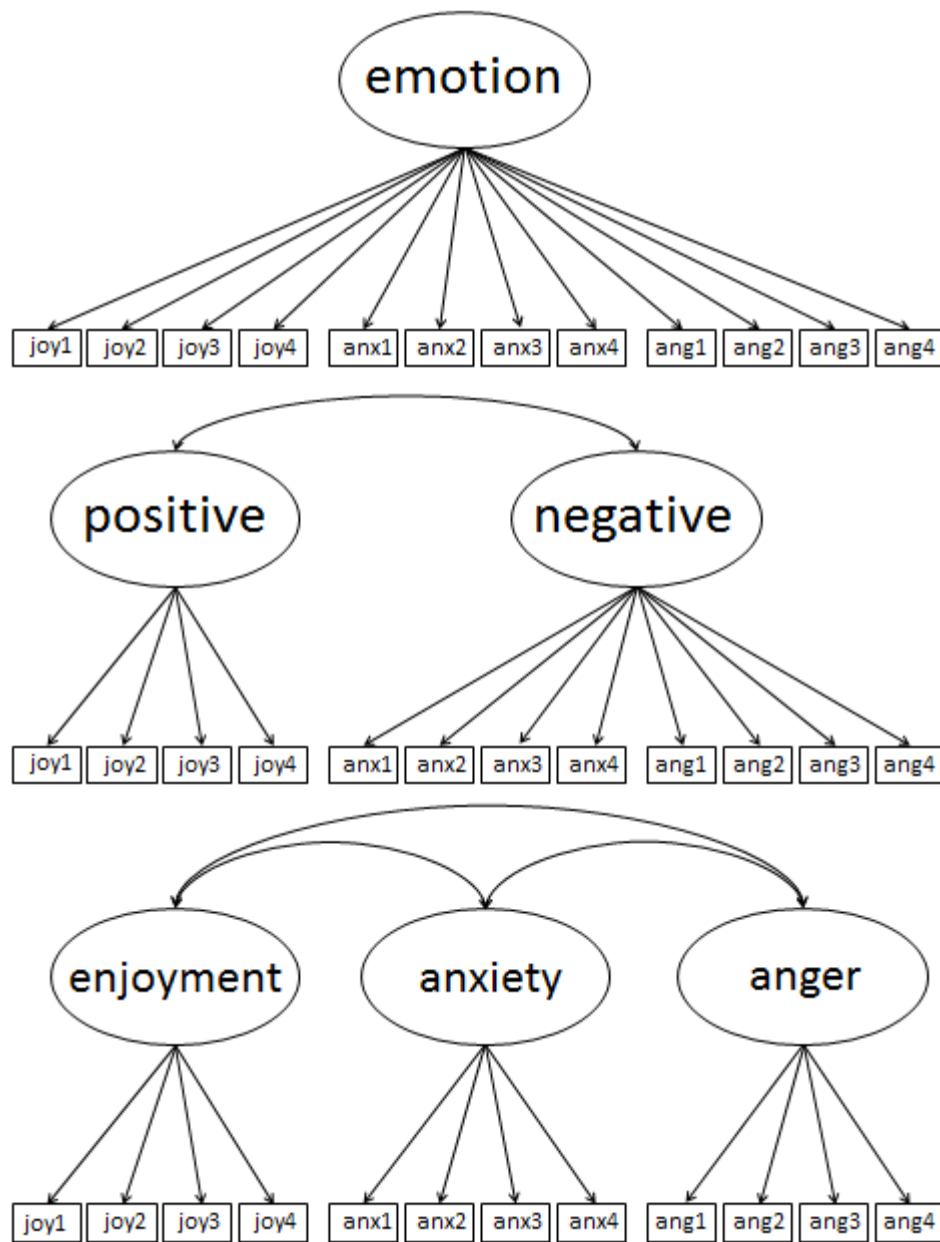 emotion
joy1 joy2 joy3 joy4 anx1 anx2 anx3 anx4 ang1 ang2 ang3 ang4
positive negative
joy1 joy2 joy3 joy4 anx1 anx2 anx3 anx4 ang1 ang2 ang3 ang4
enjoyment anxiety anger
joy1 joy2 joy3 joy4 anx1 anx2 anx3 anx4 ang1 ang2 ang3 ang4